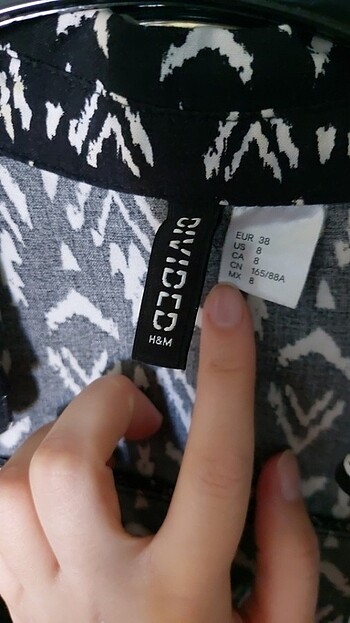 DIVIDED
H&M
EUR 38
US 8
CA 8
CN 165/88A
MX 8